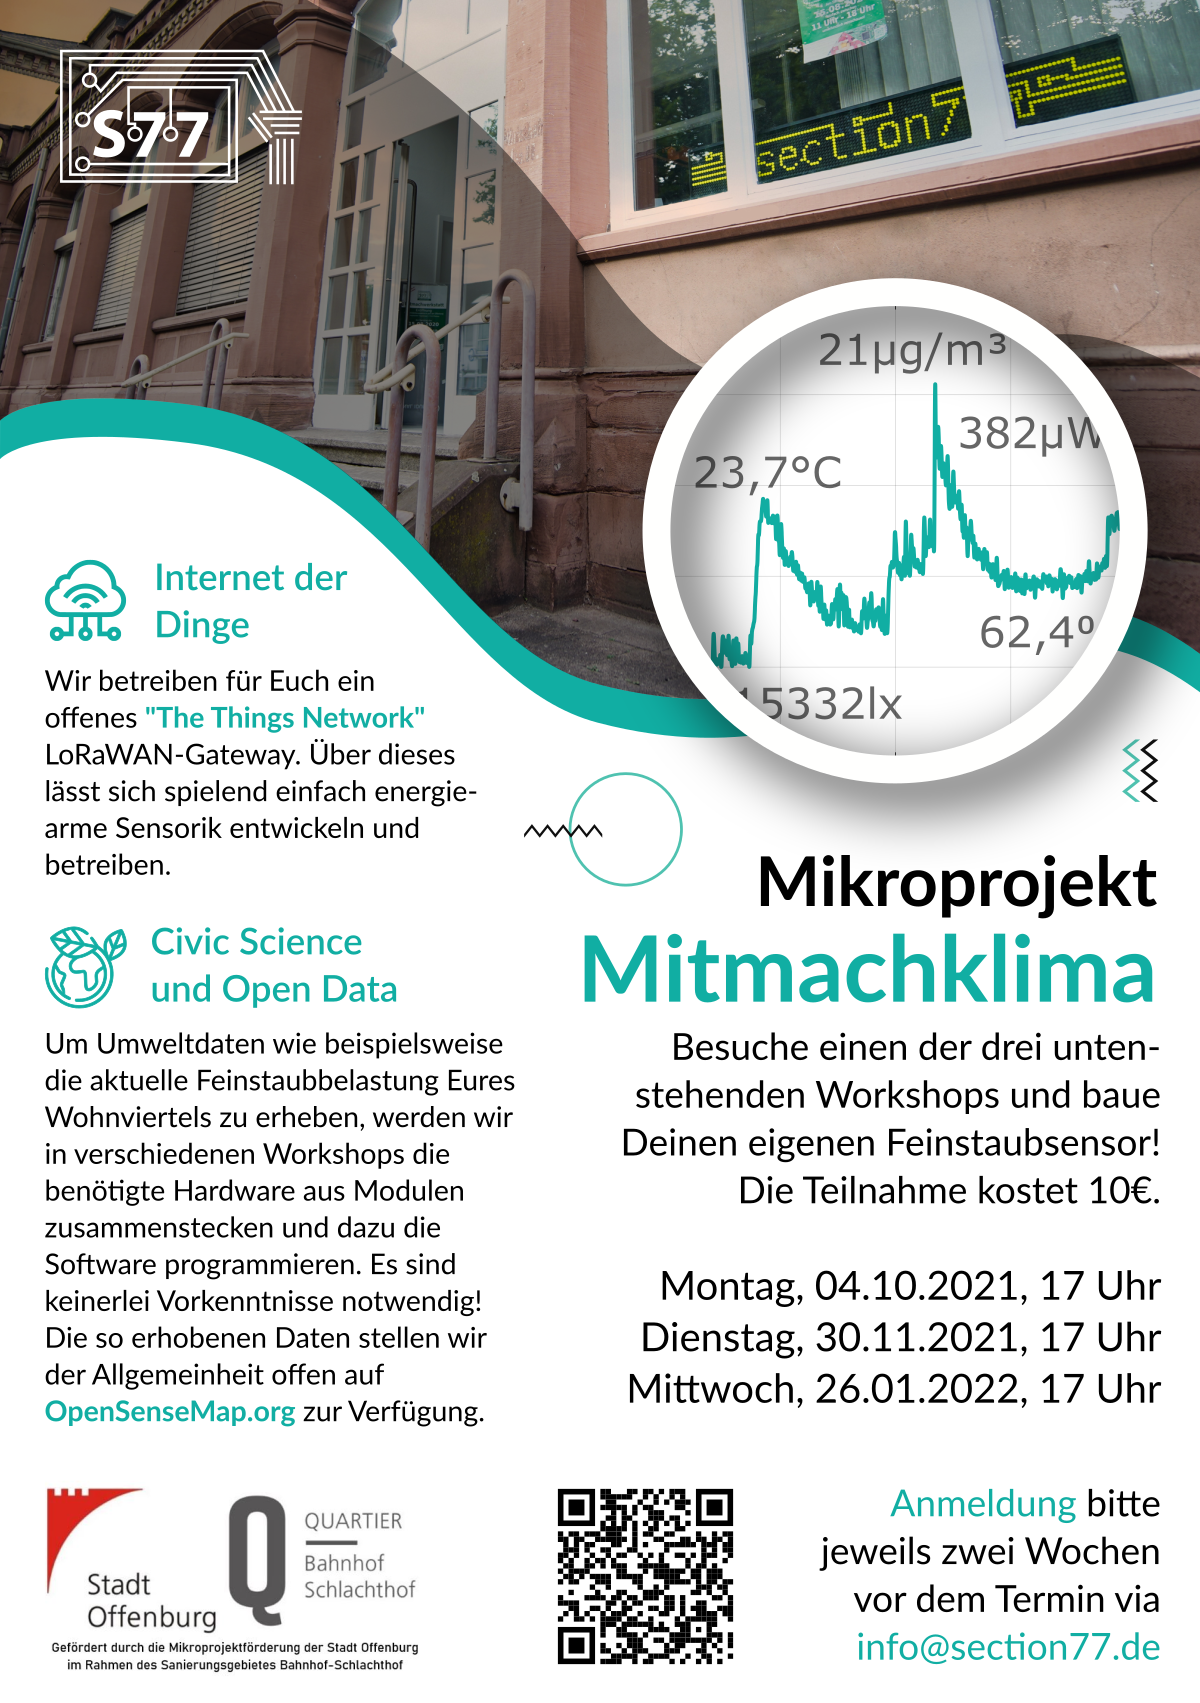 S77
11 Uhr - 18 Uhr
section77
21µg/m³
382µW
23,7°C
62,4°
15332lx
Internet der
Dinge
Wir betreiben für Euch ein
offenes "The Things Network"
LoRaWAN-Gateway. Über dieses
lässt sich spielend einfach energie-
arme Sensorik entwickeln und
betreiben.
Civic Science
und Open Data
Um Umweltdaten wie beispielsweise
die aktuelle Feinstaubbelastung Eures
Wohnviertels zu erheben, werden wir
in verschiedenen Workshops die
benötigte Hardware aus Modulen
zusammenstecken und dazu die
Software programmieren. Es sind
keinerlei Vorkenntnisse notwendig!
Die so erhobenen Daten stellen wir
der Allgemeinheit offen auf
OpenSenseMap.org zur Verfügung.
Mikroprojekt
Mitmachklima
Besuche einen der drei unten-
stehenden Workshops und baue
Deinen eigenen Feinstaubsensor!
Die Teilnahme kostet 10€.
Montag, 04.10.2021, 17 Uhr
Dienstag, 30.11.2021, 17 Uhr
Mittwoch, 26.01.2022, 17 Uhr
Anmeldung bitte
jeweils zwei Wochen
vor dem Termin via
info@section77.de
Stadt
Offenburg
Q QUARTIER
Bahnhof
Schlachthof
Gefördert durch die Mikroprojektförderung der Stadt Offenburg
im Rahmen des Sanierungsgebietes Bahnhof-Schlachthof